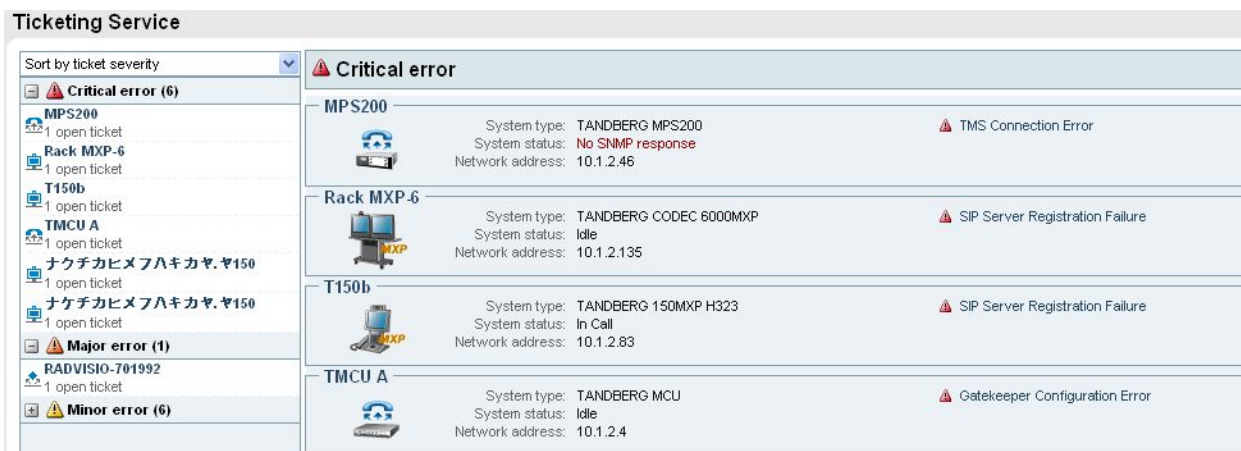 Ticketing Service
Sort by ticket severity
Critical error (6)
MPS200
1 open ticket
Rack MXP-6
1 open ticket
T150b
1 open ticket
TMCU A
1 open ticket
ナクチカヒメフハキカヤ.ヤ150
1 open ticket
ナケチカヒメフハキカヤ.ヤ150
1 open ticket
Major error (1)
RADVISIO-701992
1 open ticket
Minor error (6)
Critical error
MPS200
System type: TANDBERG MPS200
System status: No SNMP response
Network address: 10.1.2.46
TMS Connection Error
Rack MXP-6
MXP
System type: TANDBERG CODEC 6000MXP
System status: Idle
Network address: 10.1.2.135
SIP Server Registration Failure
T150b
MXP
System type: TANDBERG 150MXP H323
System status: In Call
Network address: 10.1.2.83
SIP Server Registration Failure
TMCU A
System type: TANDBERG MCU
System status: Idle
Network address: 10.1.2.4
Gatekeeper Configuration Error